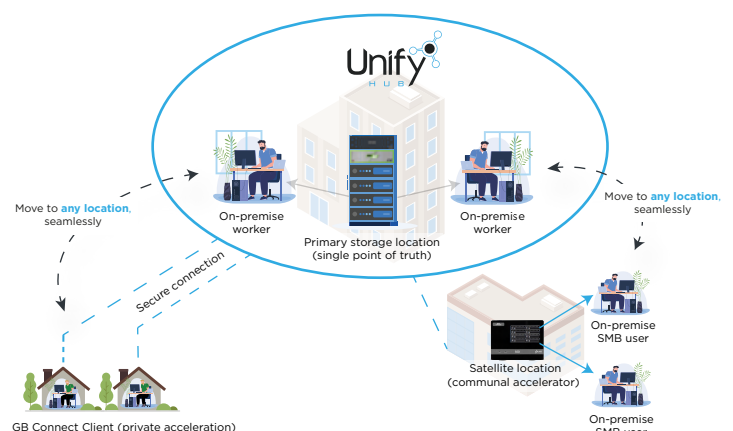 Unify
HUB
On-premise
worker
On-premise
worker
Primary storage location
(single point of truth)
Move to any location,
seamlessly
Move to any location,
seamlessly
Secure connection
On-premise
SMB user
Satellite location
(communal accelerator)
On-premise
SMB user
GB Connect Client (private acceleration)